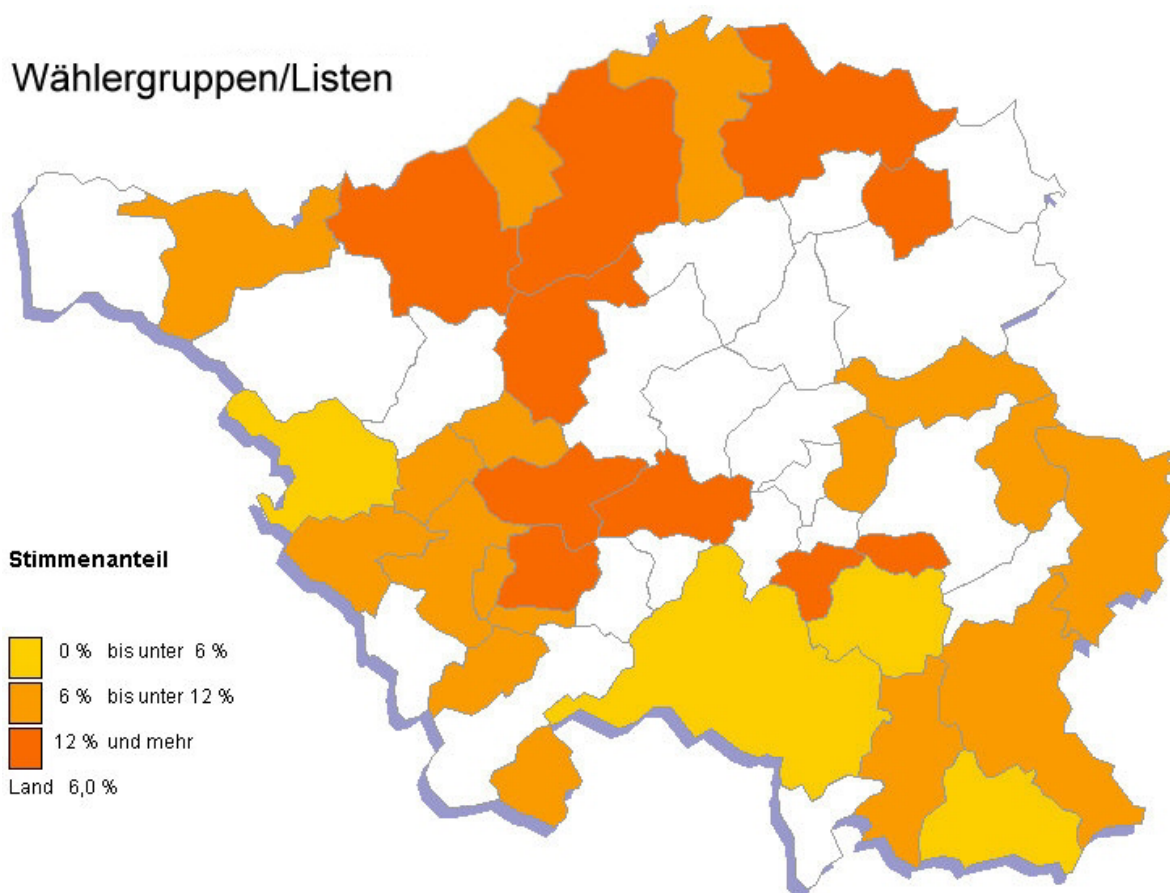 Wählergruppen/Listen
Stimmenanteil
0 % bis unter 6 %
6 % bis unter 12 %
12 % und mehr
Land 6,0 %